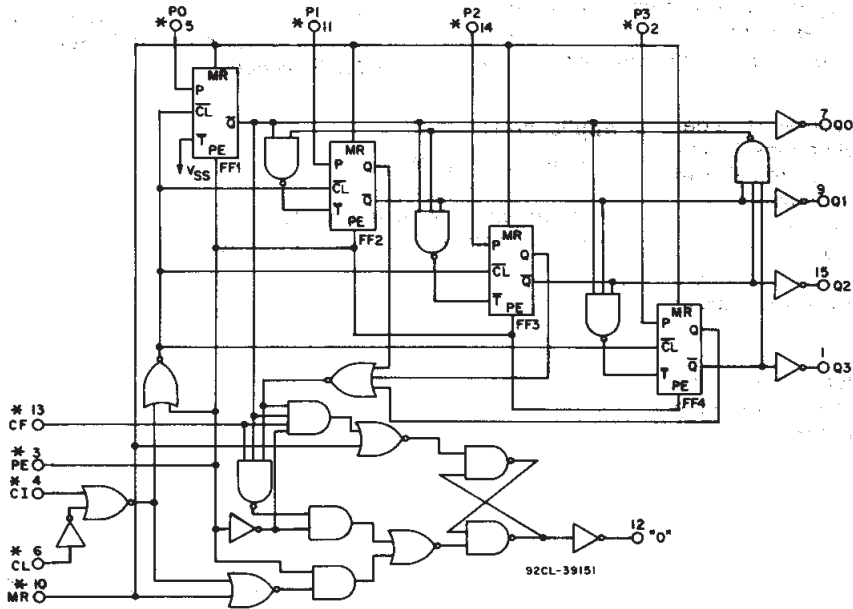 P0
* 5
P1
* 11
P2
* 14
P3
* 2
MR
P
CL
T
PE
Q
FF1
VSS
MR
P
CL
T
PE
Q
Q
FF2
MR
P
CL
T
PE
Q
Q
FF3
MR
P
CL
T
PE
Q
Q
FF4
7
Q0
9
Q1
15
Q2
1
Q3
* 13
CF
* 3
PE
* 4
CI
* 6
CL
* 10
MR
12
"0"
92CL-39151